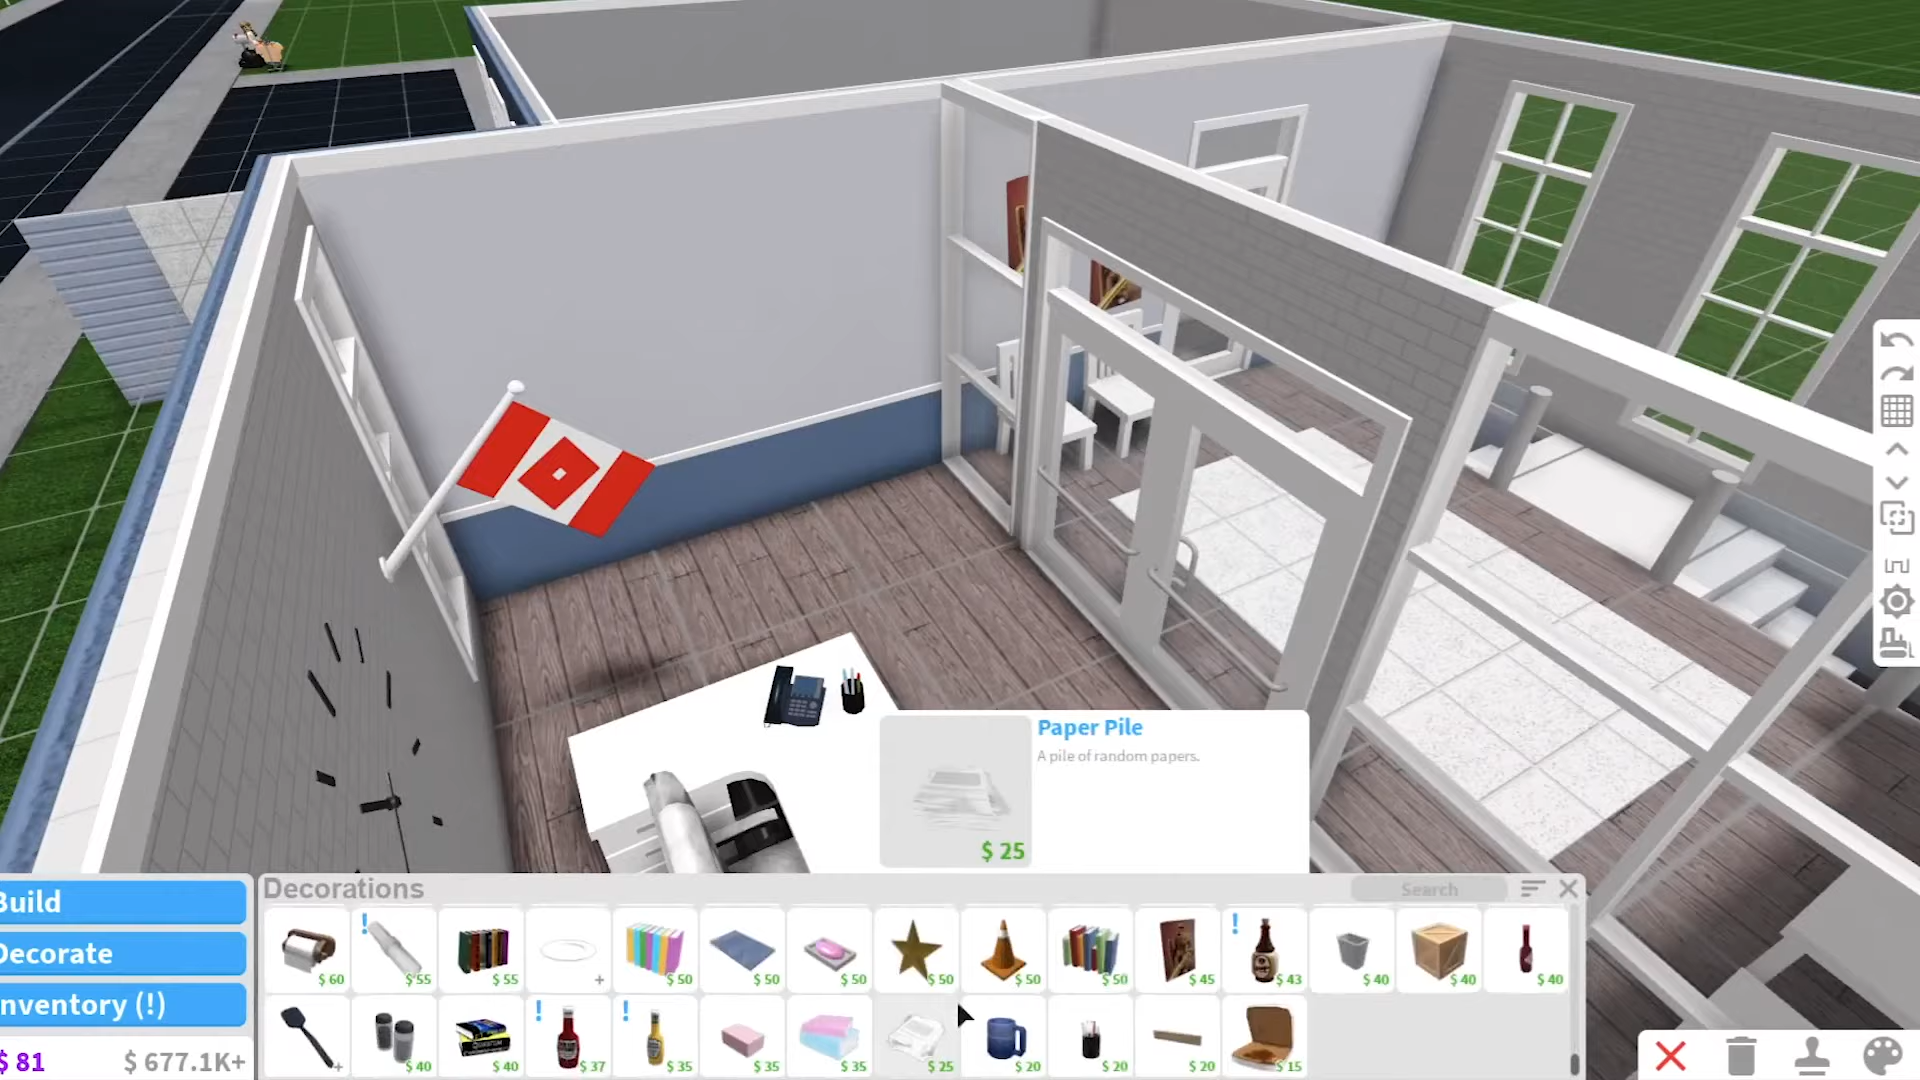 Paper Pile
A pile of random papers.
$ 25
Build
Decorate
nventory (!)
$ 81
$ 677.1K+
Decorations
Search
$ 60
! $ 55
$ 55
+
$ 50
$ 50
$ 50
$ 50
$ 50
$ 50
$ 45
! $ 43
$ 40
$ 40
$ 40
+
$ 40
$ 40
! $ 37
! $ 35
$ 35
$ 35
$ 25
$ 20
$ 20
$ 20
$ 15